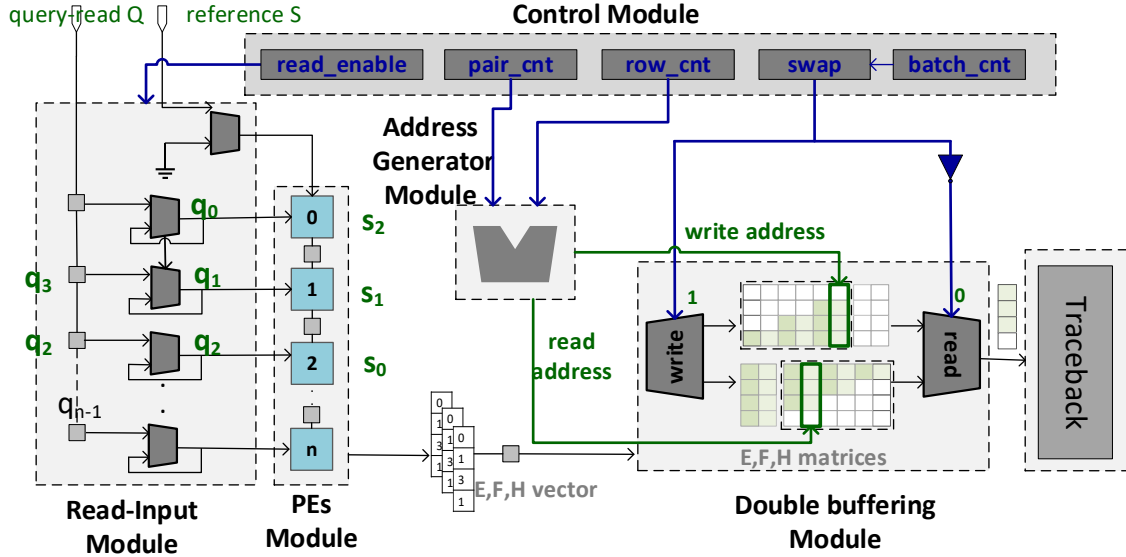 query-read Q
reference S
Control Module
read_enable
pair_cnt
row_cnt
swap
batch_cnt
Address
Generator
Module
q0
q1
q2
q3
q2
qn-1
0
1
2
n
s2
s1
s0
write address
read
address
1
0
write
read
Traceback
0
1
3
1
0
1
3
1
0
1
3
1
E,F,H vector
E,F,H matrices
Read-Input
Module
PEs
Module
Double buffering
Module